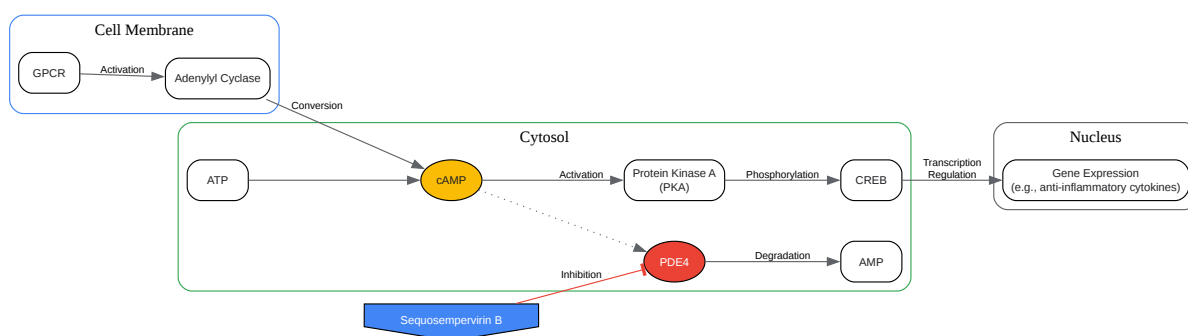 Cell Membrane
GPCR
Activation
Adenylyl Cyclase
Conversion
Cytosol
Nucleus
ATP
cAMP
Activation
Protein Kinase A
(PKA)
Phosphorylation
CREB
Transcription
Regulation
Gene Expression
(e.g., anti-inflammatory cytokines)
PDE4
Degradation
AMP
Inhibition
Sequosempervirin B